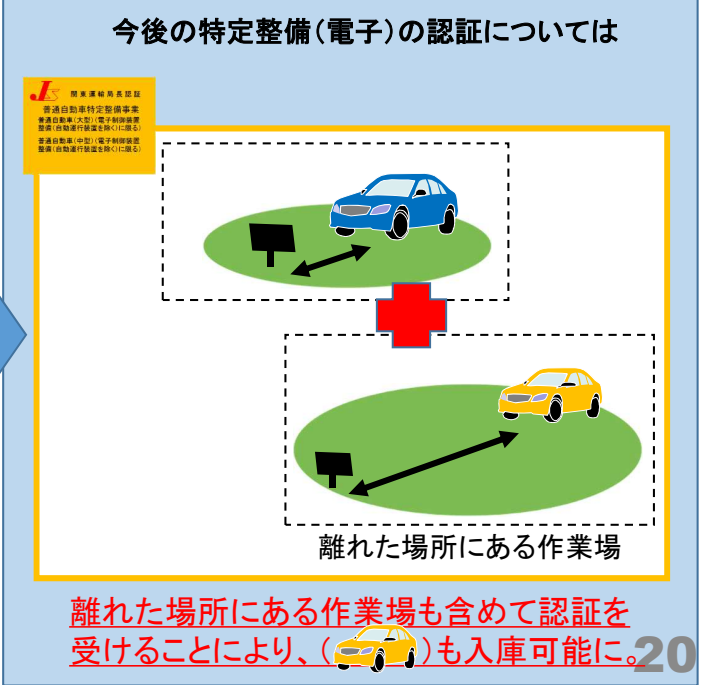 今後の特定整備(電子)の認証については
関東運輸局長認証
普通自動車特定整備事業
普通自動車(大型)(電子制御装置
整備(自動運行装置を除く)に限る)
普通自動車(中型)(電子制御装置
整備(自動運行装置を除く)に限る)
離れた場所にある作業場
離れた場所にある作業場も含めて認証を
受けることにより、( )も入庫可能に。
20